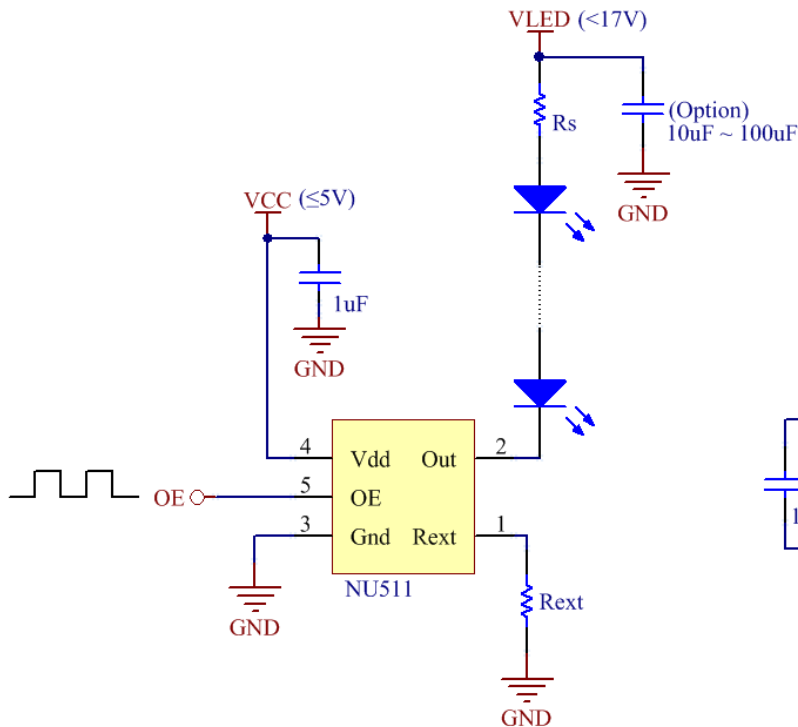 VLED (<17V)
Rs
(Option)
10uF ~ 100uF
GND
VCC (≤5V)
1uF
GND
4 Vdd Out 2
OE 5 OE
3 Gnd Rext 1
NU511
GND
Rext
GND
1